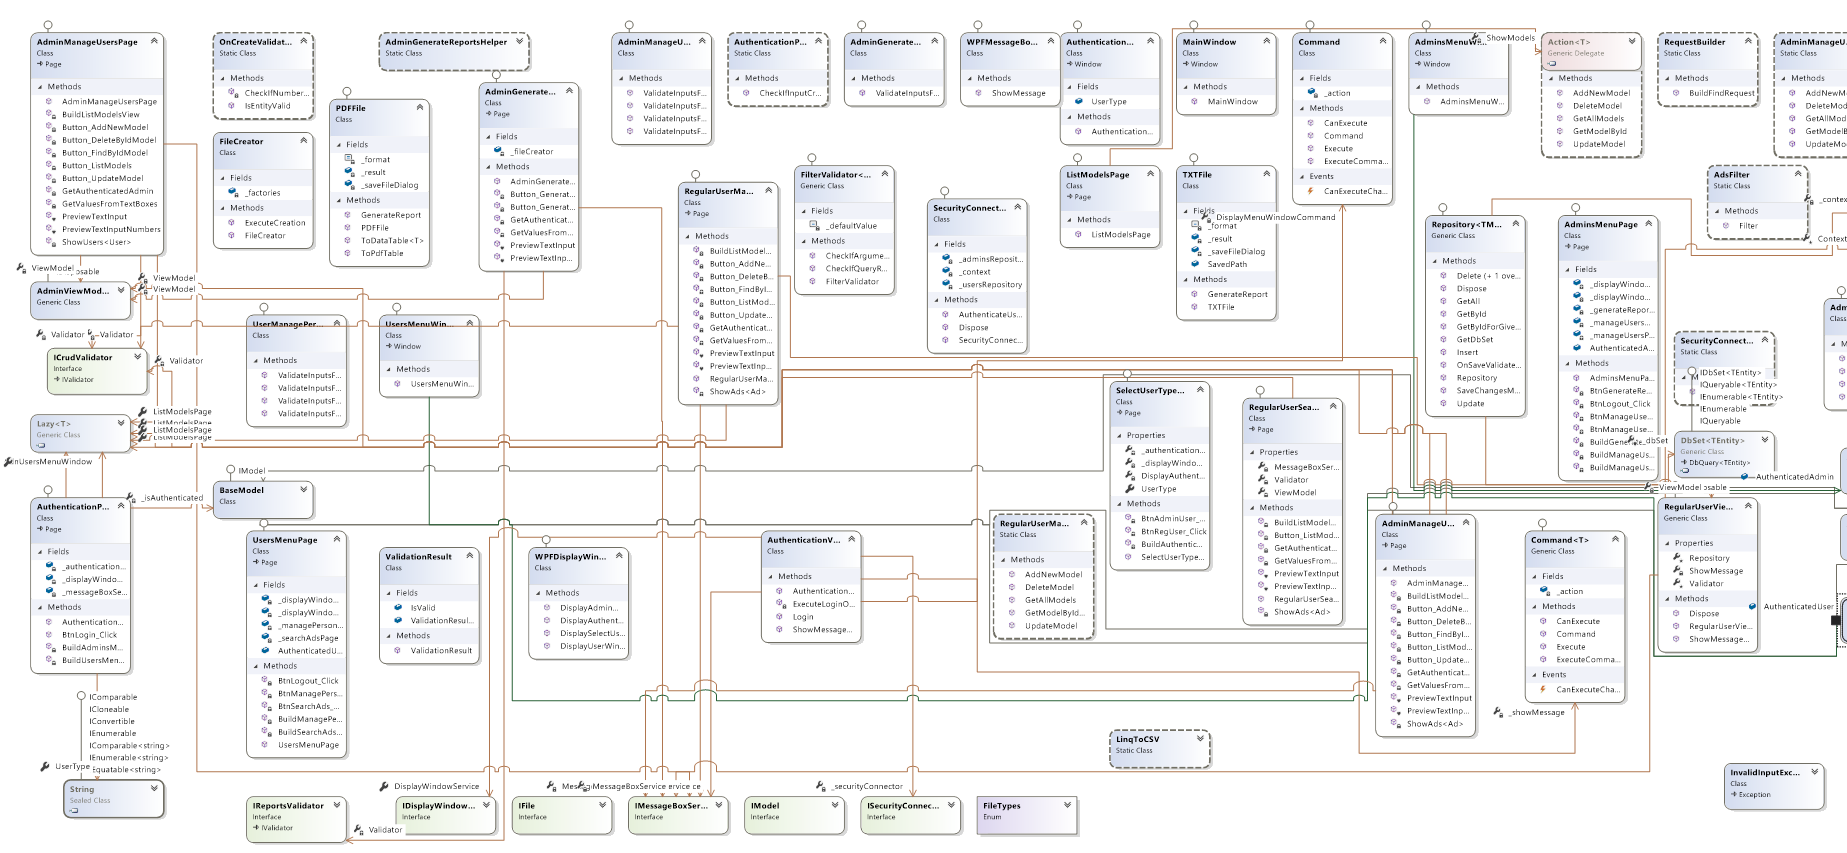 AdminManageUsersPage
Class
Page
Methods
AdminManageUsersPage
BuildListModelsView
Button_AddNewModel
Button_DeleteByIdModel
Button_FindByIdModel
Button_ListModels
Button_UpdateModel
GetAuthenticatedAdmin
GetValuesFromTextBoxes
PreviewTextInput
PreviewTextInputNumbers
ShowUsers<User>
OnCreateValidat...
Static Class
Methods
CheckIfNumber...
IsEntityValid
FileCreator
Class
Fields
_factories
Methods
ExecuteCreation
FileCreator
AdminGenerateReportsHelper
Static Class
PDFFile
Class
Fields
_format
_result
_saveFileDialog
Methods
GenerateReport
PDFFile
ToDataTable<T>
ToPdfTable
AdminGenerate...
Class
Page
Fields
_fileCreator
Methods
AdminGenerate...
Button_Generat...
Button_Generat...
GetAuthenticat...
GetValuesFrom...
PreviewTextInput
PreviewTextInp...
AdminManageU...
Class
Methods
ValidateInputsF...
ValidateInputsF...
ValidateInputsF...
ValidateInputsF...
AuthenticationP...
Static Class
Methods
CheckIfInputCr...
AdminGenerate...
Class
Methods
ValidateInputsF...
WPFMessageBo...
Class
Methods
ShowMessage
Authentication...
Class
Window
Fields
UserType
Methods
Authentication...
MainWindow
Class
Window
Methods
MainWindow
Command
Class
Fields
_action
Methods
CanExecute
Command
Execute
ExecuteComma...
Events
CanExecuteCha...
AdminsMenuW...
Class
Window
Methods
AdminsMenuW...
ShowModels
Action<T>
Generic Delegate
Methods
AddNewModel
DeleteModel
GetAllModels
GetModelById
UpdateModel
RequestBuilder
Static Class
Methods
BuildFindRequest
AdminManageU
Static Class
Methods
RegularUserMa...
Class
Page
Methods
BuildListModel...
Button_AddNe...
Button_DeleteB...
Button_FindByI...
Button_ListMod...
Button_Update...
GetAuthenticat...
GetValuesFrom...
PreviewTextInput
PreviewTextInp...
RegularUserMa...
ShowAds<Ad>
FilterValidator<...
Generic Class
Fields
_defaultValue
Methods
CheckIfArgume...
CheckIfQueryR...
FilterValidator
SecurityConnect...
Class
Fields
_adminsReposit...
_context
_usersRepository
Methods
AuthenticateUs...
Dispose
SecurityConnec...
ListModelsPage
Class
Page
Methods
ListModelsPage
TXTFile
Class
Fields
DisplayMenuWindowCommand
_format
_result
_saveFileDialog
SavedPath
Methods
GenerateReport
TXTFile
Repository<TM...
Generic Class
Methods
Delete (+ 1 ove...
Dispose
GetAll
GetById
GetByIdForGive...
GetDbSet
Insert
OnSaveValidate...
Repository
SaveChangesM...
Update
AdminsMenuPage
Class
Page
Fields
_displayWindo...
_displayWindo...
_generateRepor...
_manageUsers...
_manageUsers...
AuthenticatedA...
Methods
AdminsMenuPa...
BtnGenerateRe...
BtnLogout_Click
BtnManageUse...
BtnManageUse...
BuildGene
BuildManageUs...
BuildManageUs...
AdsFilter
Static Class
Methods
Filter
ViewModel
ViewModel
ViewModel
AdminViewMod...
Generic Class
Validator
Validator
ICrudValidator
Interface
IValidator
Validator
UserManagePer...
Class
Methods
ValidateInputsF...
ValidateInputsF...
ValidateInputsF...
ValidateInputsF...
UsersMenuWin...
Class
Window
Methods
UsersMenuWin...
ListModelsPage
ListModelsPage
Lazy<T>
Generic Class
inUsersMenuWindow
IModel
BaseModel
Class
_isAuthenticated
AuthenticationP...
Class
Page
Fields
_authentication...
_displayWindo...
_messageBoxSe...
Methods
Authentication...
BtnLogin_Click
BuildAdminsM...
BuildUsersMen...
IComparable
ICloneable
IConvertible
IEnumerable
IComparable<string>
IEnumerable<string>
UserType
String
Sealed Class
UsersMenuPage
Class
Page
Fields
_displayWindo...
_displayWindo...
_managePerson...
_searchAdsPage
AuthenticatedU...
Methods
BtnLogout_Click
BtnManagePers...
BtnSearchAds_...
BuildManagePe...
BuildSearchAds...
UsersMenuPage
ValidationResult
Class
Fields
IsValid
ValidationResul...
Methods
ValidationResult
WPFDisplayWin...
Class
Methods
DisplayAdmin...
DisplayAuthent...
DisplaySelectUs...
DisplayUserWin...
AuthenticationV...
Class
Methods
Authentication...
ExecuteLoginO...
Login
ShowMessage...
RegularUserMa...
Static Class
Methods
AddNewModel
DeleteModel
GetAllModels
GetModelById...
UpdateModel
SelectUserType...
Class
Page
Properties
_authentication...
_displayWindo...
DisplayAuthent...
UserType
Methods
BtnAdminUser_...
BtnRegUser_Click
BuildAuthentic...
SelectUserType...
RegularUserSea...
Class
Page
Properties
MessageBoxSer...
Validator
ViewModel
Methods
BuildListModel...
Button_ListMod...
GetAuthenticat...
GetValuesFrom...
PreviewTextInput
PreviewTextInp...
RegularUserSea...
ShowAds<Ad>
AdminManageU...
Class
Page
Methods
AdminManage...
BuildListModel...
Button_AddNe...
Button_DeleteB...
Button_FindByI...
Button_ListMod...
Button_Update...
GetAuthenticat...
GetValuesFrom...
PreviewTextInput
PreviewTextInp...
ShowAds<Ad>
SecurityConnect...
Static Class
IDbSet<TEntity>
IQueryable<TEntity>
IEnumerable<TEntity>
IEnumerable
IQueryable
_dbSet
DbSet<TEntity>
Generic Class
DbQuery<TEntity>
AuthenticatedAdmin
ViewModel
RegularUserVie...
Generic Class
Properties
Repository
ShowMessage
Validator
Methods
Dispose
RegularUserVie...
ShowMessage...
AuthenticatedUser
Command<T>
Generic Class
Fields
_action
Methods
CanExecute
Command
Execute
ExecuteComma...
Events
CanExecuteCha...
_showMessage
LinqToCSV
Static Class
InvalidInputExc...
Class
Exception
IReportsValidator
Interface
IValidator
Validator
DisplayWindowService
IDisplayWindow...
Interface
IFile
Interface
MessageBoxService
IMessageBoxSer...
Interface
IModel
Interface
_securityConnector
ISecurityConnec...
Interface
FileTypes
Enum